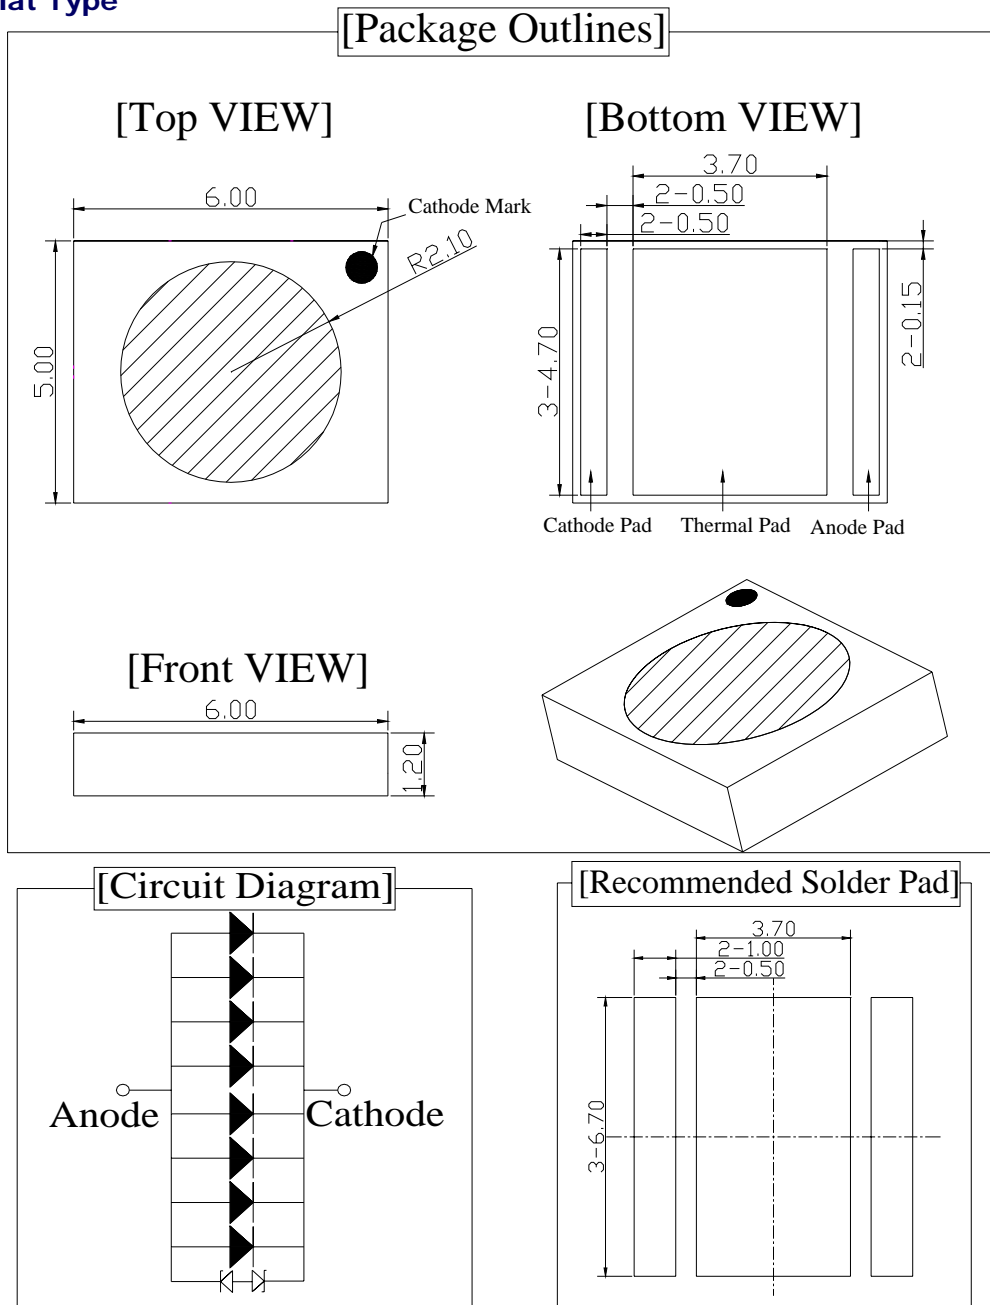 lat Type
[Package Outlines]
[Top VIEW]
[Bottom VIEW]
6.00
Cathode Mark
R2.10
5.00
3.70
2-0.50
2-0.50
2-0.15
3-4.70
Cathode Pad
Thermal Pad
Anode Pad
[Front VIEW]
6.00
1.20
[Circuit Diagram]
Anode
Cathode
[Recommended Solder Pad]
3.70
2-1.00
2-0.50
3-6.70